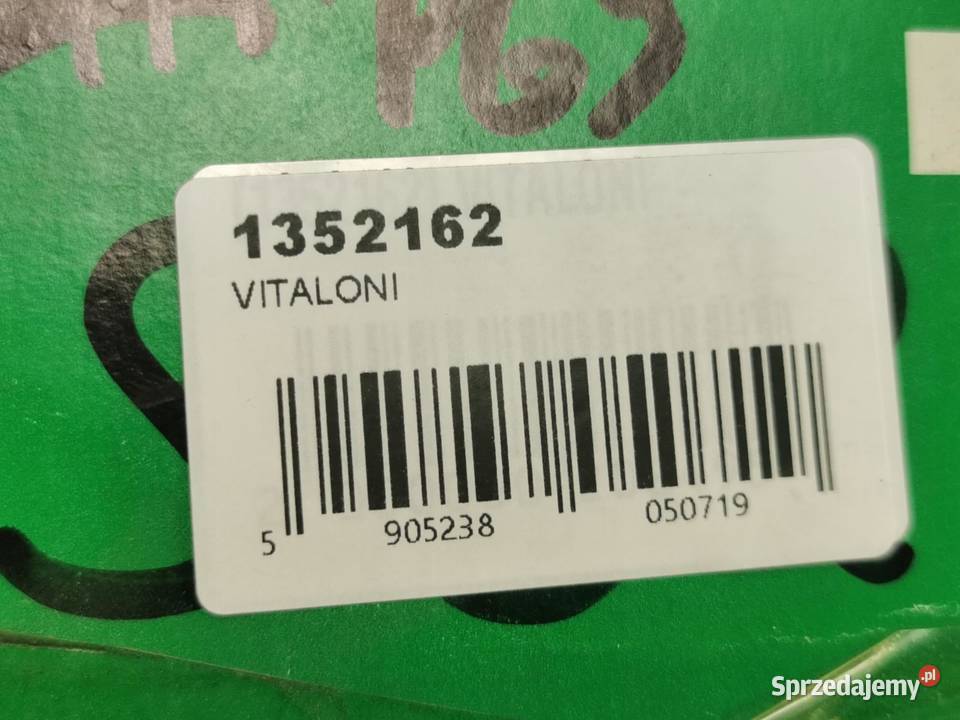 1352162
VITALONI
5 905238 050719
Sprzedajemy.pl